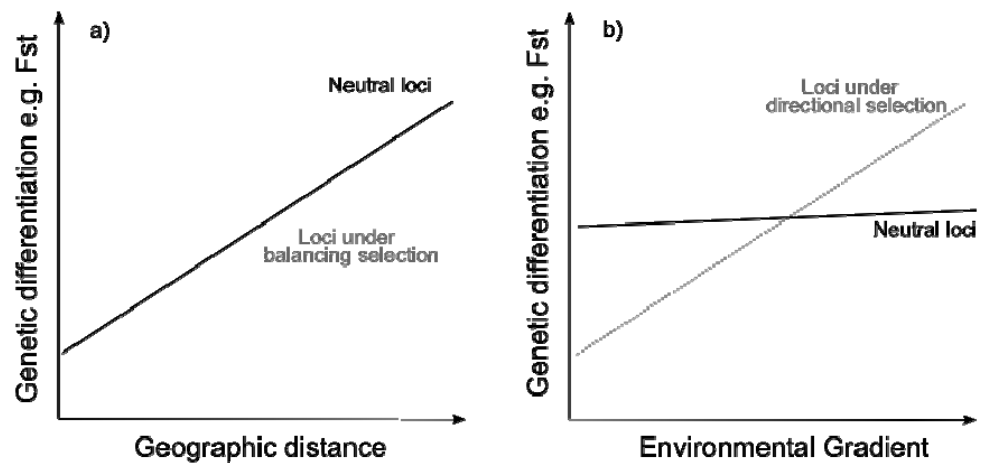 a)
Genetic differentiation e.g. Fst
Neutral loci
Loci under
balancing selection
Geographic distance
b)
Genetic differentiation e.g. Fst
Loci under
directional selection
Neutral loci
Environmental Gradient